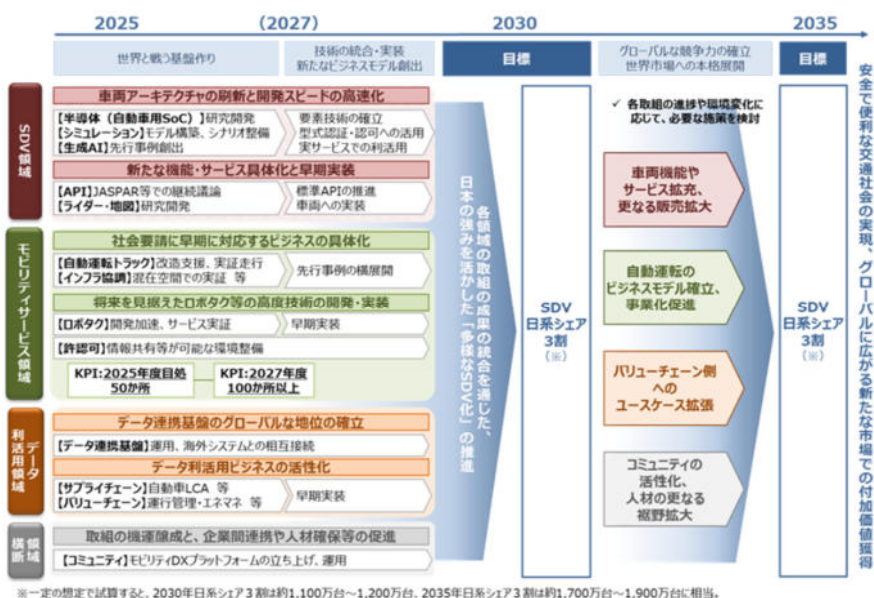 2025
(2027)
2030
2035
世界と戦う基盤作り
技術の統合・実装
新たなビジネスモデル創出
目標
グローバルな競争力の確立
世界市場への本格展開
目標
SDV領域
車両アーキテクチャの刷新と開発スピードの高速化
【半導体（自動車用SoC）】研究開発
【シミュレーション】モデル構築、シナリオ整備
【生成AI】先行事例創出
要素技術の確立
型式認証・認可への活用
実サービスでの利活用
新たな機能・サービス具体化と早期実装
【API】JASPAR等での継続議論
【ライダー・地図】研究開発
標準APIの推進
車両への実装
モビリティサービス領域
社会要請に早期に対応するビジネスの具体化
【自動運転トラック】改造支援、実証走行
【インフラ協調】混在空間での実証 等
先行事例の横展開
将来を見据えたロボタク等の高度技術の開発・実装
【ロボタク】開発加速、サービス実証
早期実装
【許認可】情報共有等が可能な環境整備
KPI:2025年度目処
50か所
KPI:2027年度
100か所以上
データ
利活用領域
データ連携基盤のグローバルな地位の確立
【データ連携基盤】運用、海外システムとの相互接続
データ利活用ビジネスの活性化
【サプライチェーン】自動車LCA 等
【バリューチェーン】運行管理・エネマネ 等
早期実装
領域
横断
取組の機運醸成と、企業間連携や人材確保等の促進
【コミュニティ】モビリティDXプラットフォームの立ち上げ、運用
各領域の取組の成果の統合を通じた、
日本の強みを活かした「多様なSDV化」の推進
SDV
日系シェア
3割
（※）
✓ 各取組の進捗や環境変化に
応じて、必要な施策を検討
車両機能や
サービス拡充、
更なる販売拡大
自動運転の
ビジネスモデル確立、
事業化促進
バリューチェーン側
への
ユースケース拡張
コミュニティの
活性化、
人材の更なる
裾野拡大
SDV
日系シェア
3割
（※）
安全で便利な交通社会の実現、グローバルに広がる新たな市場での付加価値獲得
※一定の想定で試算すると、2030年日系シェア３割は約1,100万台～1,200万台、2035年日系シェア３割は約1,700万台～1,900万台に相当。